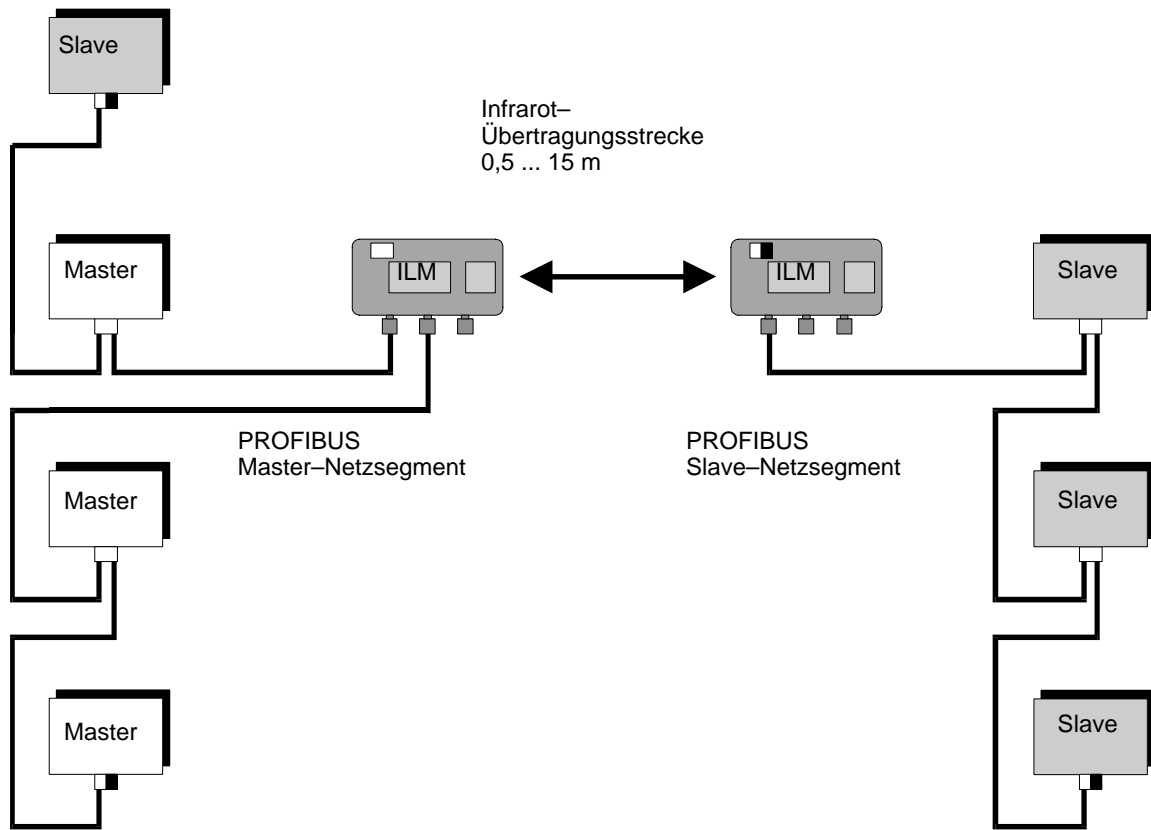 Slave
Infrarot–
Übertragungsstrecke
0,5 ... 15 m
Master
ILM
ILM
Slave
PROFIBUS
Master–Netzsegment
PROFIBUS
Slave–Netzsegment
Master
Slave
Master
Slave